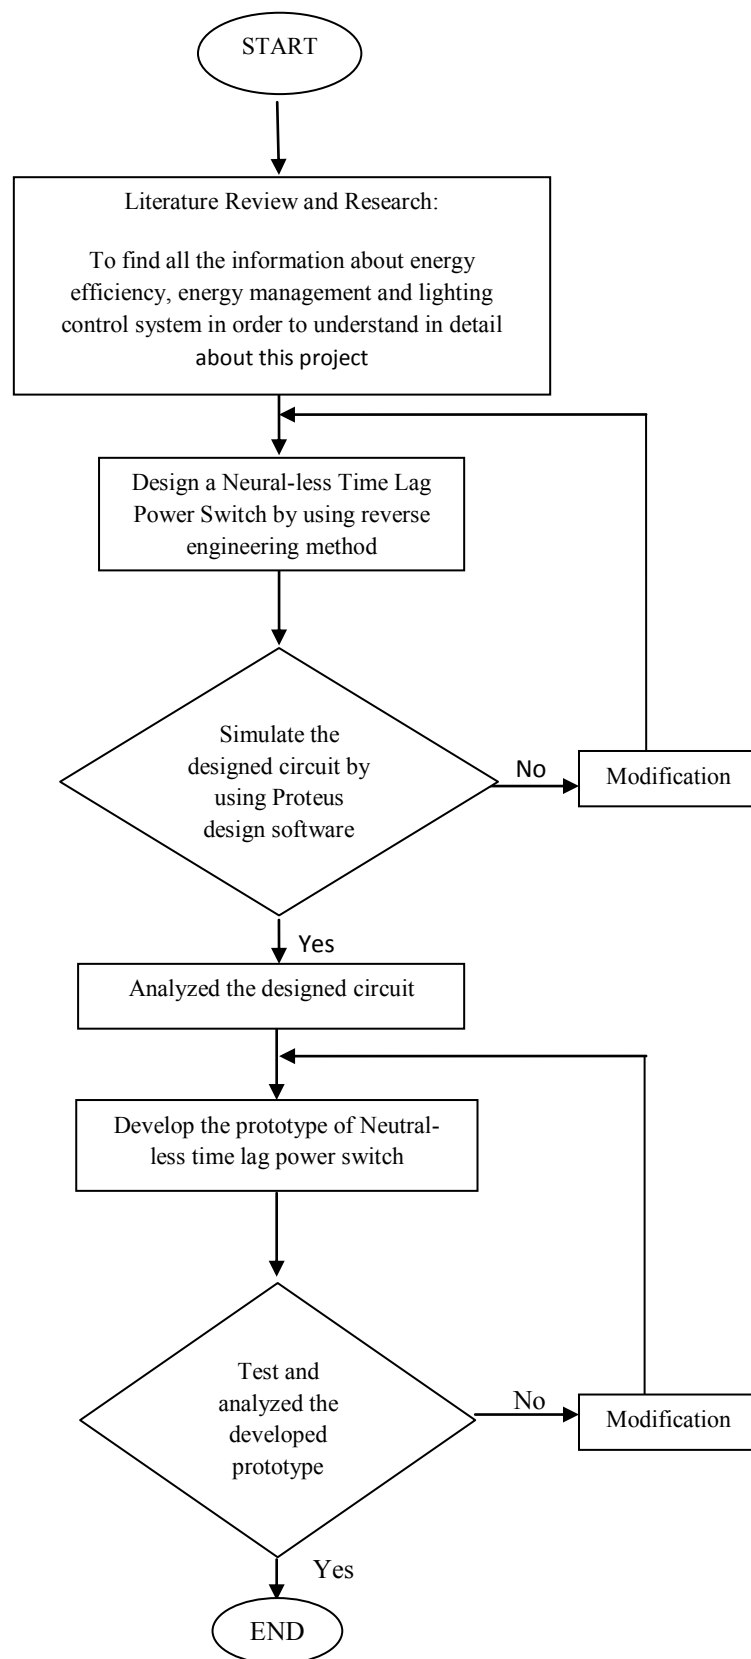 START
Literature Review and Research:
To find all the information about energy
efficiency, energy management and lighting
control system in order to understand in detail
about this project
Design a Neural-less Time Lag
Power Switch by using reverse
engineering method
Simulate the
designed circuit by
using Proteus
design software
No
Modification
Yes
Analyzed the designed circuit
Develop the prototype of Neutral-
less time lag power switch
Test and
analyzed the
developed
prototype
No
Modification
Yes
END